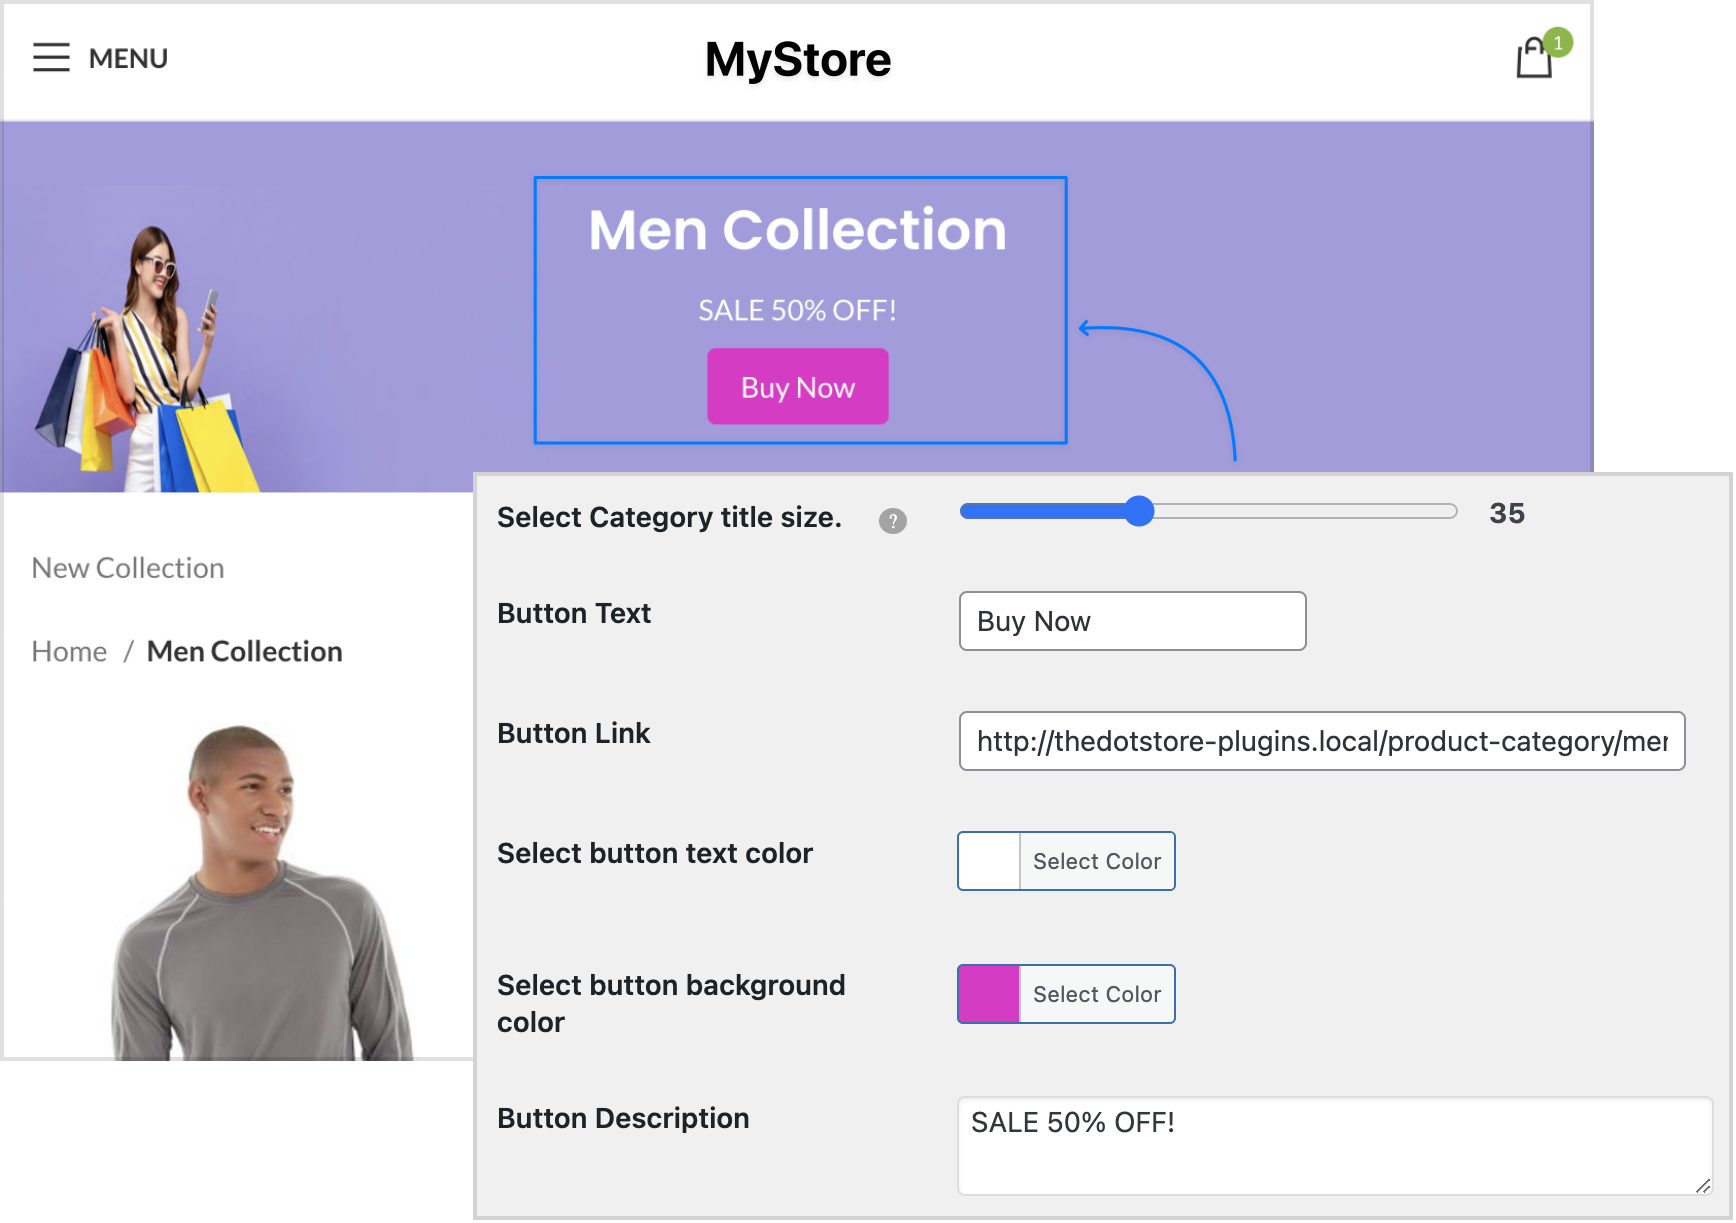 MENU
MyStore
1
Men Collection
SALE 50% OFF!
Buy Now
New Collection
Home / Men Collection
Select Category title size. ? 35
Button Text Buy Now
Button Link http://thedotstore-plugins.local/product-category/mer
Select button text color Select Color
Select button background
color
Select Color
Button Description SALE 50% OFF!